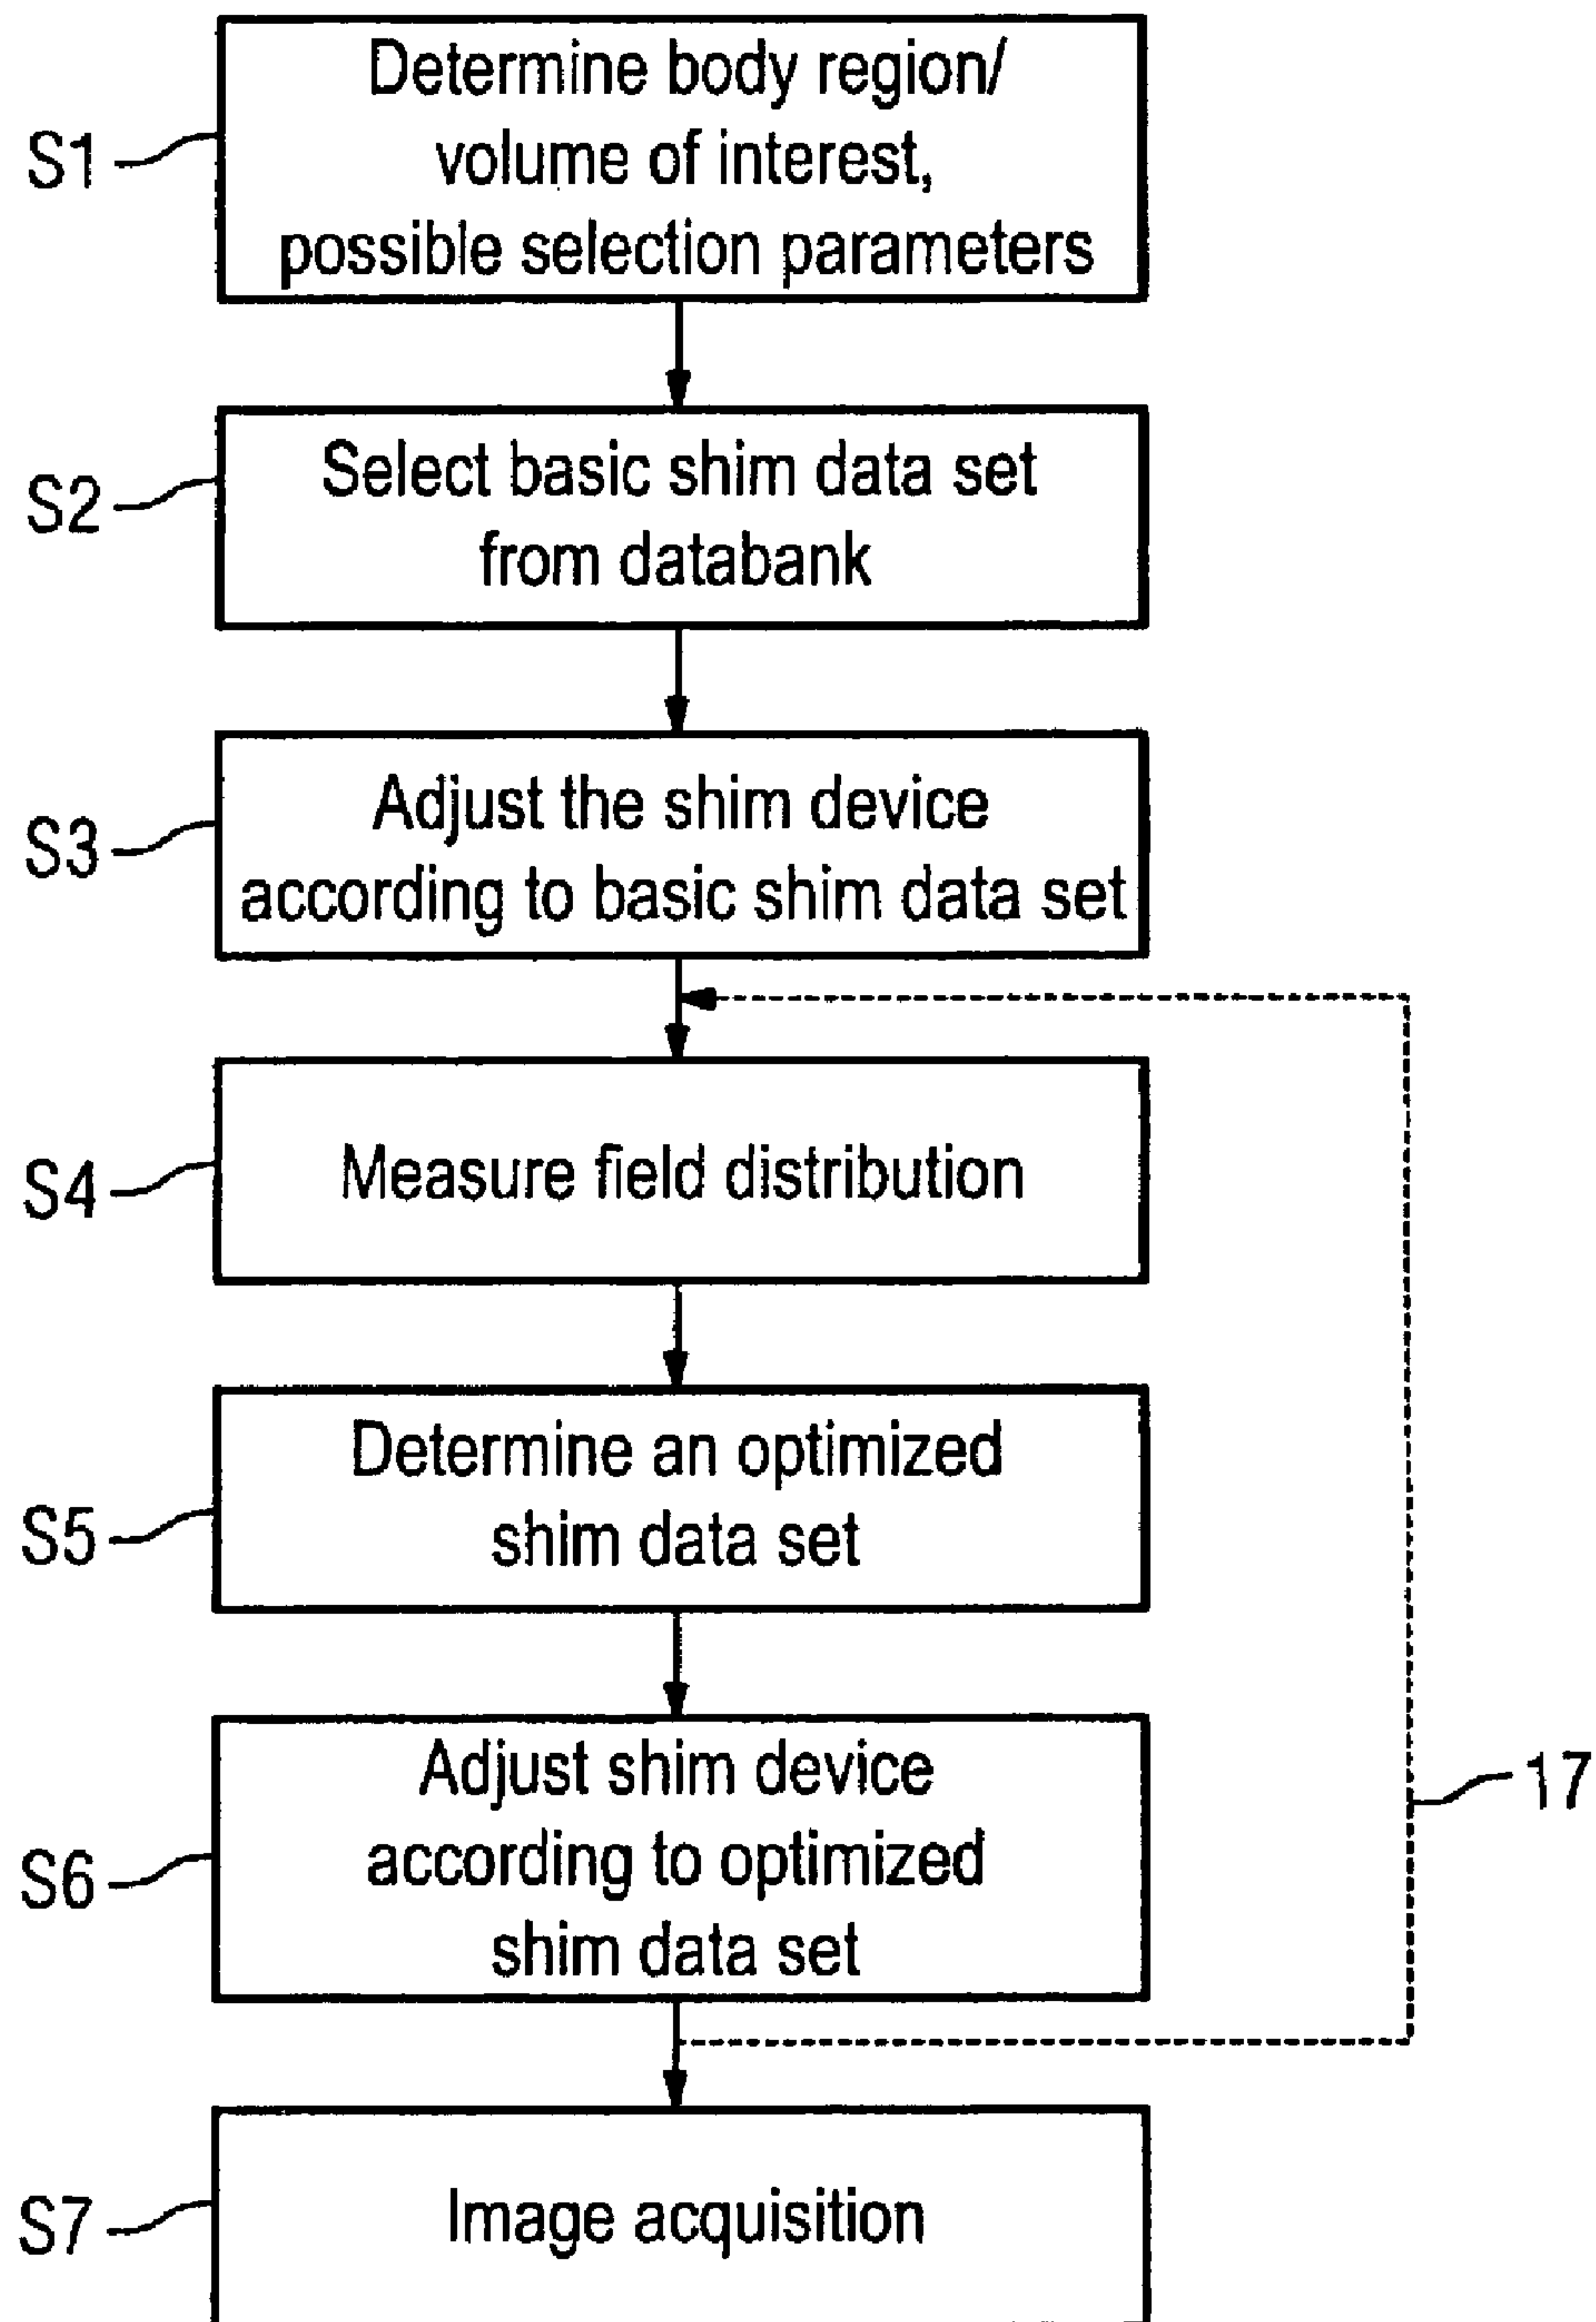 Determine body region/
volume of interest,
possible selection parameters
S1
Select basic shim data set
from databank
S2
Adjust the shim device
according to basic shim data set
S3
Measure field distribution
S4
Determine an optimized
shim data set
S5
Adjust shim device
according to optimized
shim data set
S6
17
Image acquisition
S7